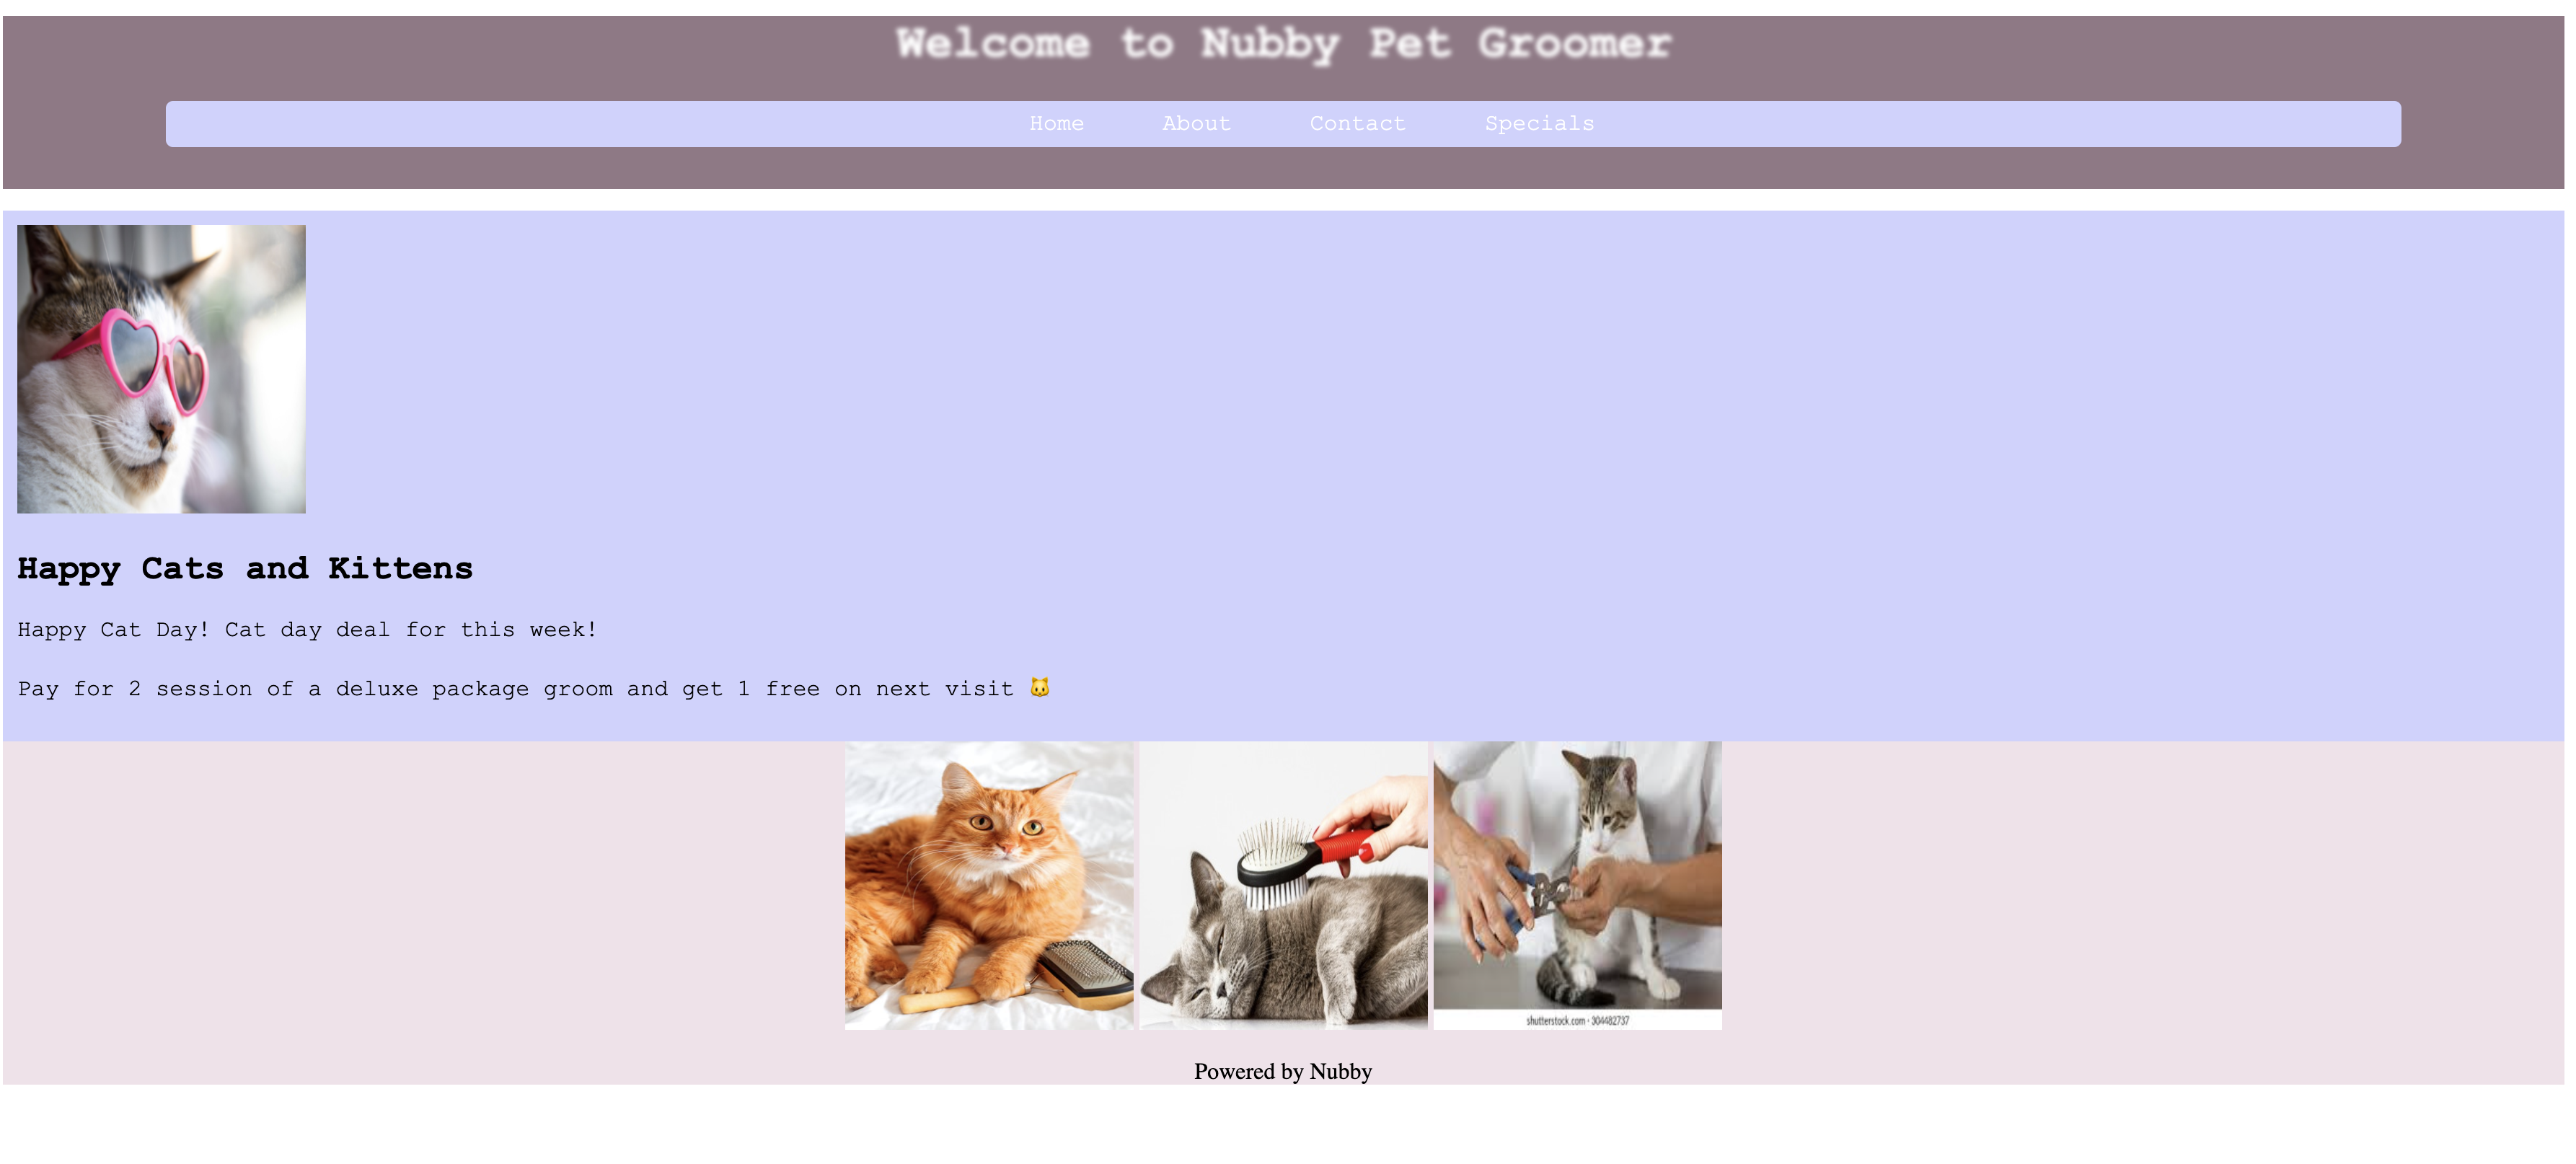 Welcome to Nubby Pet Groomer
Home About Contact Specials
Happy Cats and Kittens
Happy Cat Day! Cat day deal for this week!
Pay for 2 session of a deluxe package groom and get 1 free on next visit 🐱
shutterstock.com · 304482737
Powered by Nubby